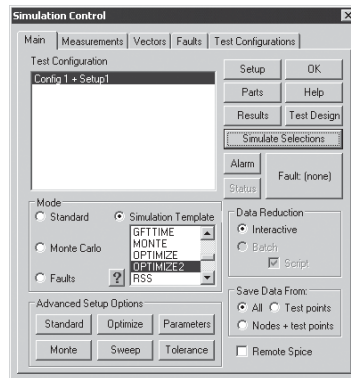 Simulation Control
Main Measurements Vectors Faults Test Configurations
Test Configuration
Config 1 + Setup1
Setup OK
Parts Help
Results Test Design
Simulate Selections
Alarm
Status
Fault: (none)
Mode
Standard
Simulation Template
Monte Carlo
Faults
?
GFTTIME
MONTE
OPTIMIZE
OPTIMIZE2
RSS
Data Reduction
Interactive
Batch
Script
Advanced Setup Options
Standard Optimize Parameters
Monte Sweep Tolerance
Save Data From:
All Test points
Nodes + test points
Remote Spice